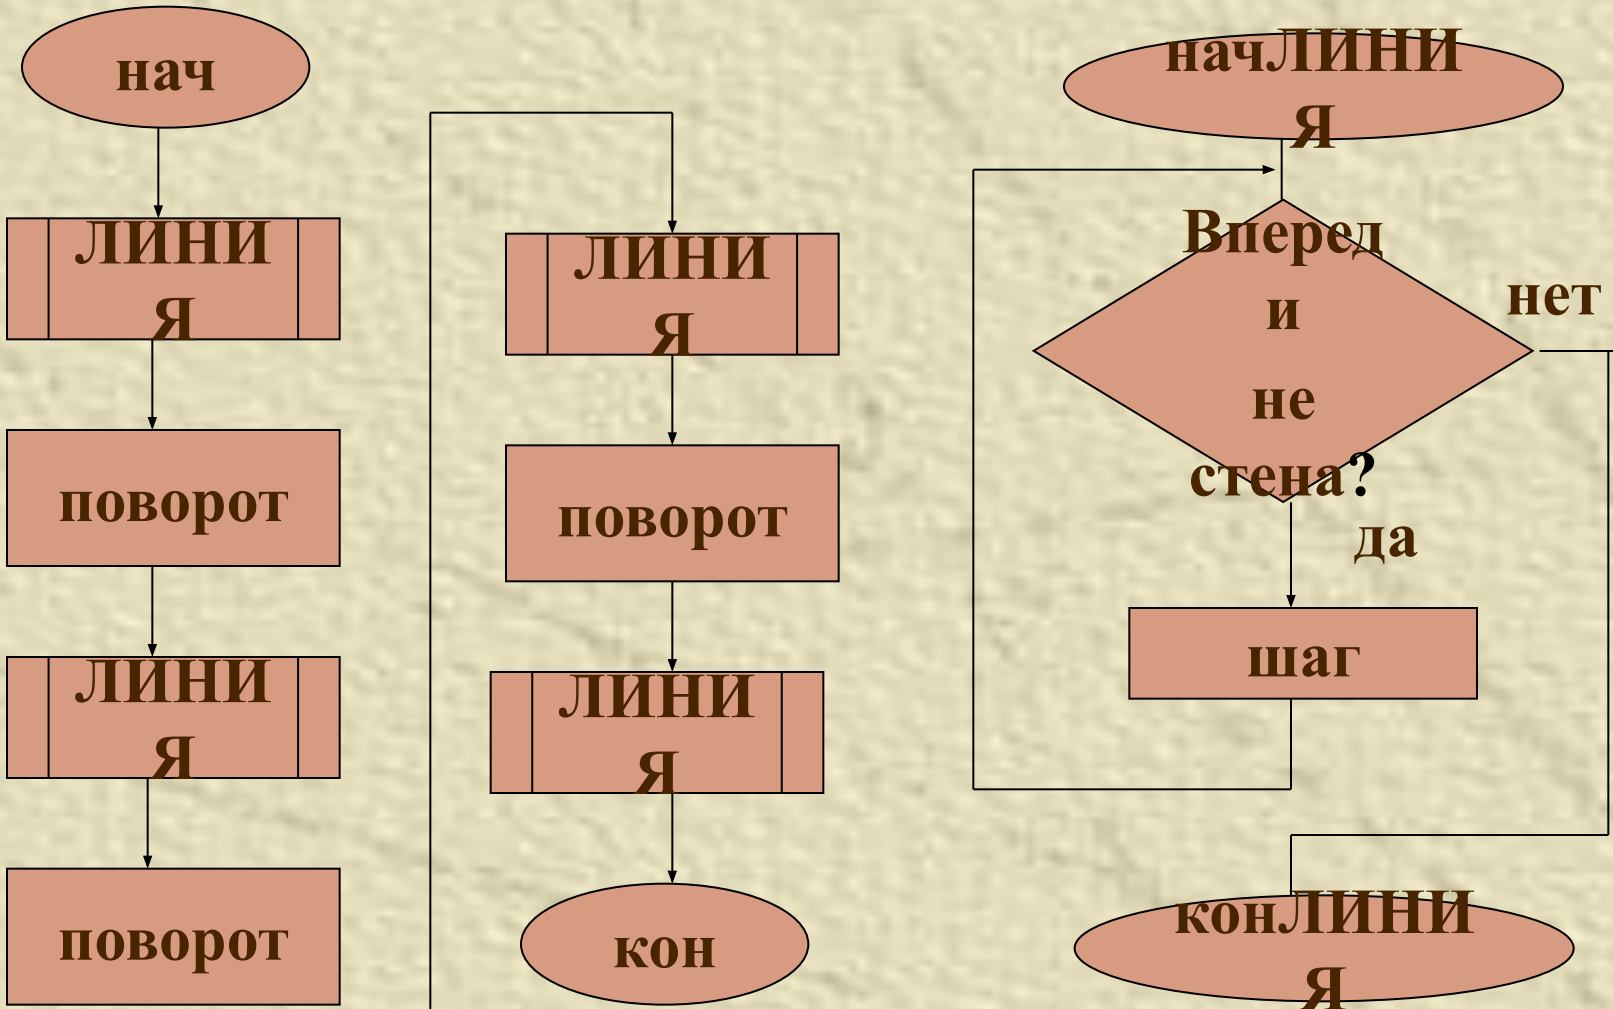 нач
ЛИНИ
Я
поворот
ЛИНИ
Я
поворот
ЛИНИ
Я
поворот
ЛИНИ
Я
кон
начЛИНИ
Я
Вперед
и
не
стена?
нет
да
шаг
конЛИНИ
Я